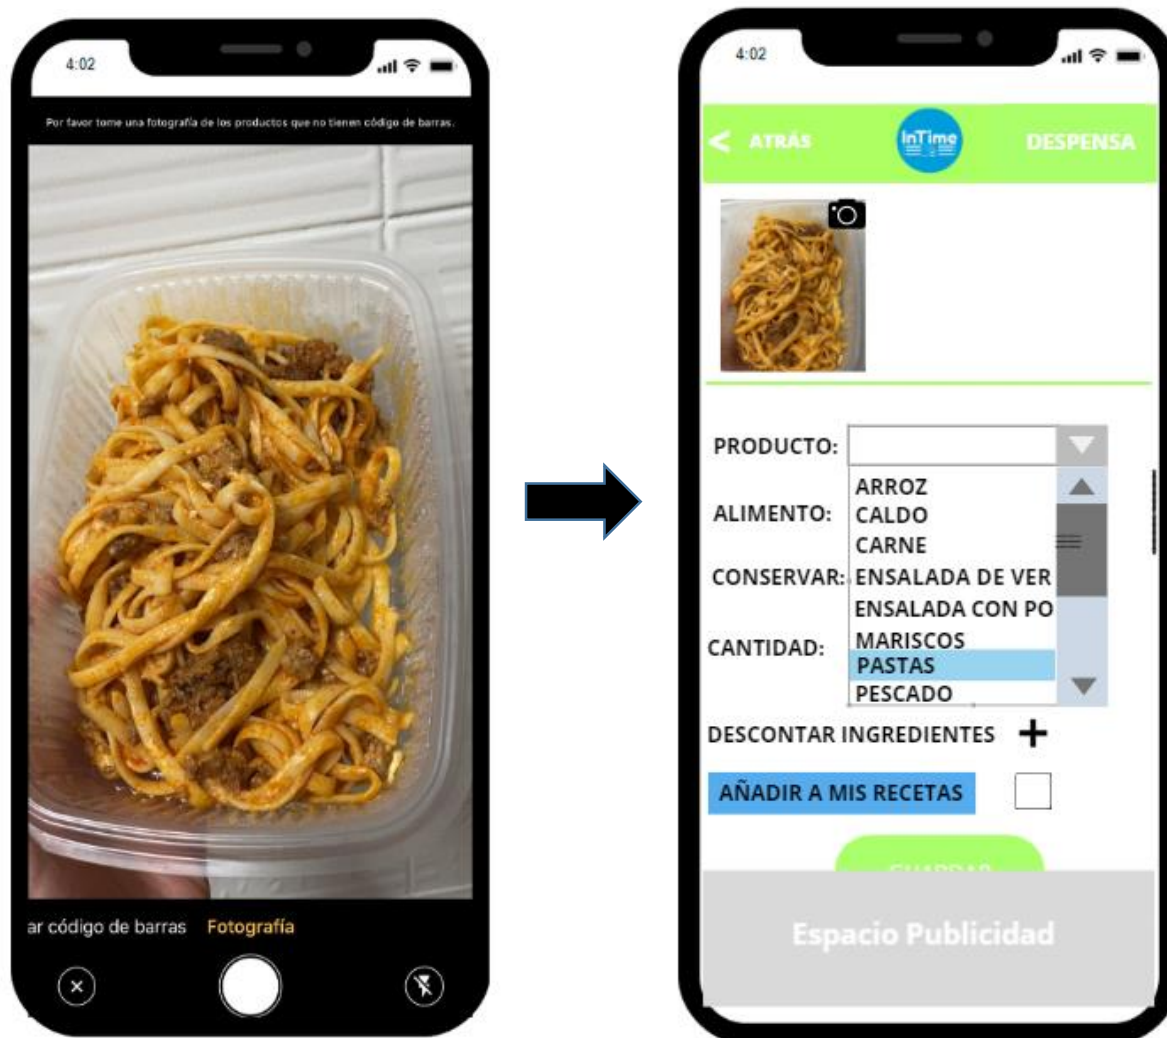 4:02
Por favor tome una fotografía de los productos que no tienen código de barras.
ar código de barras Fotografía
4:02
< ATRÁS
InTime
DESPENSA
PRODUCTO:
ARROZ
ALIMENTO:
CALDO
CARNE
CONSERVAR:
ENSALADA DE VER
ENSALADA CON PO
CANTIDAD:
MARISCOS
PASTAS
PESCADO
DESCONTAR INGREDIENTES +
AÑADIR A MIS RECETAS
Espacio Publicidad